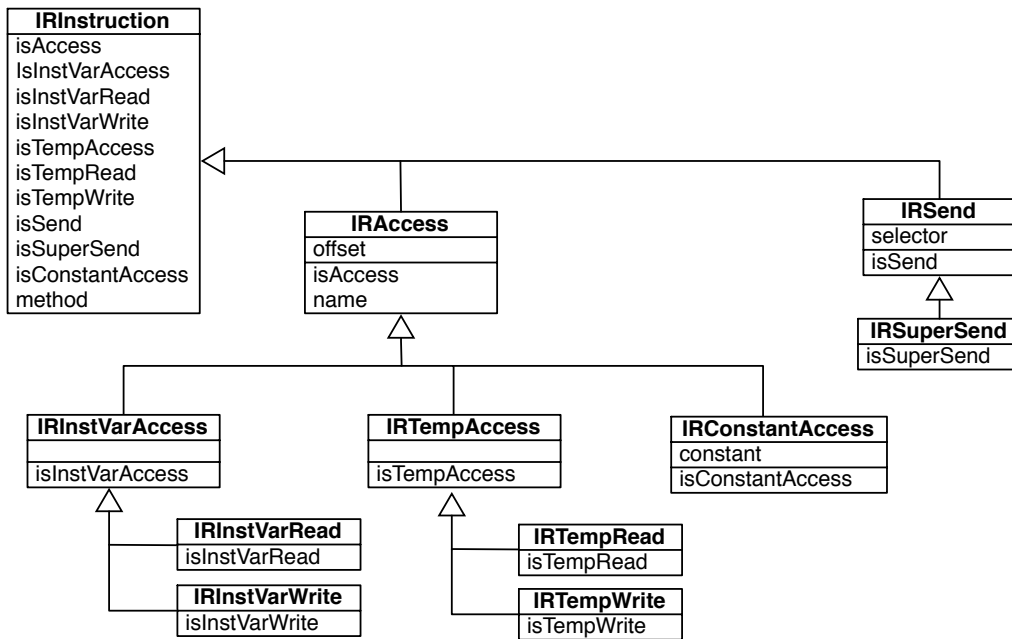 IRInstruction
isAccess
IsInstVarAccess
isInstVarRead
isInstVarWrite
isTempAccess
isTempRead
isTempWrite
isSend
isSuperSend
isConstantAccess
method
IRAccess
offset
isAccess
name
IRSend
selector
isSend
IRSuperSend
isSuperSend
IRInstVarAccess
isInstVarAccess
IRTempAccess
isTempAccess
IRConstantAccess
constant
isConstantAccess
IRInstVarRead
isInstVarRead
IRInstVarWrite
isInstVarWrite
IRTempRead
isTempRead
IRTempWrite
isTempWrite